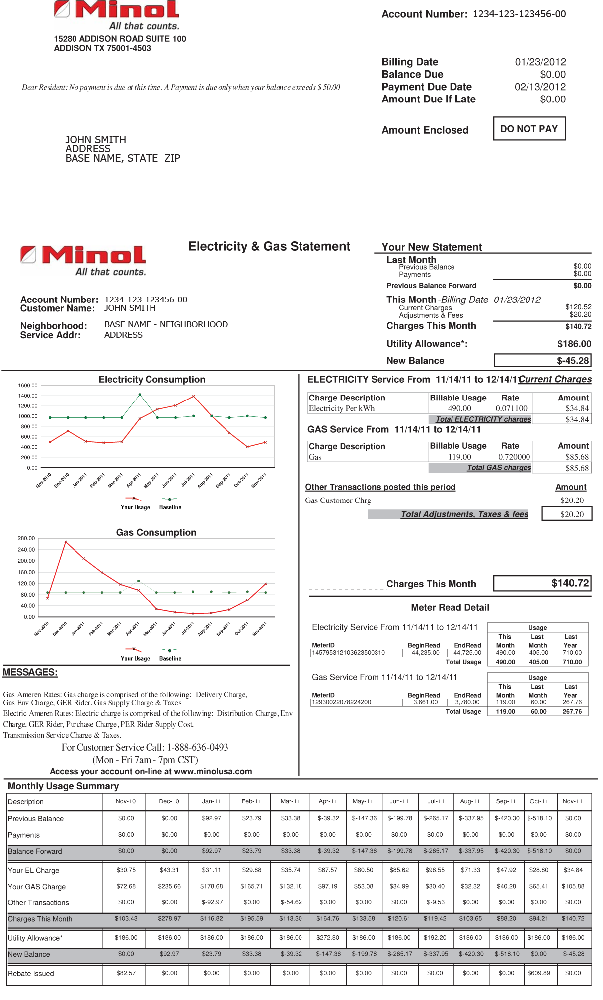 Minol
All that counts.
15280 ADDISON ROAD SUITE 100
ADDISON TX 75001-4503
Account Number: 1234-123-123456-00
Billing Date 01/23/2012
Balance Due $0.00
Payment Due Date 02/13/2012
Amount Due If Late $0.00
Dear Resident: No payment is due at this time. A Payment is due only when your balance exceeds $ 50.00
Amount Enclosed DO NOT PAY
JOHN SMITH
ADDRESS
BASE NAME, STATE ZIP
Minol
All that counts.
Electricity & Gas Statement
Account Number: 1234-123-123456-00
Customer Name: JOHN SMITH
Neighborhood: BASE NAME - NEIGHBORHOOD
Service Addr: ADDRESS
Your New Statement
Last Month
Previous Balance $0.00
Payments $0.00
Previous Balance Forward $0.00
This Month -Billing Date 01/23/2012
Current Charges $120.52
Adjustments & Fees $20.20
Charges This Month $140.72
Utility Allowance*: $186.00
New Balance $-45.28
Electricity Consumption
1600.00
1400.00
1200.00
1000.00
800.00
600.00
400.00
200.00
0.00
Nov-2010 Dec-2010 Jan-2011 Feb-2011 Mar-2011 Apr-2011 May-2011 Jun-2011 Jul-2011 Aug-2011 Sep-2011 Oct-2011 Nov-2011
Your Usage Baseline
Gas Consumption
280.00
240.00
200.00
160.00
120.00
80.00
40.00
0.00
Nov-2010 Dec-2010 Jan-2011 Feb-2011 Mar-2011 Apr-2011 May-2011 Jun-2011 Jul-2011 Aug-2011 Sep-2011 Oct-2011 Nov-2011
Your Usage Baseline
MESSAGES:
Gas Ameren Rates: Gas charge is comprised of the following: Delivery Charge,
Gas Env Charge, GER Rider, Gas Supply Charge & Taxes
Electric Ameren Rates: Electric charge is comprised of the following: Distribution Charge, Env
Charge, GER Rider, Purchase Charge, PER Rider Supply Cost,
Transmission Service Charge & Taxes.
For Customer Service Call: 1-888-636-0493
(Mon - Fri 7am - 7pm CST)
Access your account on-line at www.minolusa.com
ELECTRICITY Service From 11/14/11 to 12/14/11 Current Charges
Charge Description Billable Usage Rate Amount
Electricity Per kWh 490.00 0.071100 $34.84
Total ELECTRICITY charges $34.84
GAS Service From 11/14/11 to 12/14/11
Charge Description Billable Usage Rate Amount
Gas 119.00 0.720000 $85.68
Total GAS charges $85.68
Other Transactions posted this period Amount
Gas Customer Chrg $20.20
Total Adjustments, Taxes & fees $20.20
Charges This Month $140.72
Meter Read Detail
Electricity Service From 11/14/11 to 12/14/11 Usage
This Last Last
MeterID BeginRead EndRead Month Month Year
145795312103623500310 44,235.00 44,725.00 490.00 405.00 710.00
Total Usage 490.00 405.00 710.00
Gas Service From 11/14/11 to 12/14/11 Usage
This Last Last
MeterID BeginRead EndRead Month Month Year
12930022078224200 3,661.00 3,780.00 119.00 60.00 267.76
Total Usage 119.00 60.00 267.76
Monthly Usage Summary
Description Nov-10 Dec-10 Jan-11 Feb-11 Mar-11 Apr-11 May-11 Jun-11 Jul-11 Aug-11 Sep-11 Oct-11 Nov-11
Previous Balance $0.00 $0.00 $92.97 $23.79 $33.38 $-39.32 $-147.36 $-199.78 $-265.17 $-337.95 $-420.30 $-518.10 $0.00
Payments $0.00 $0.00 $0.00 $0.00 $0.00 $0.00 $0.00 $0.00 $0.00 $0.00 $0.00 $0.00 $0.00
Balance Forward $0.00 $0.00 $92.97 $23.79 $33.38 $-39.32 $-147.36 $-199.78 $-265.17 $-337.95 $-420.30 $-518.10 $0.00
Your EL Charge $30.75 $43.31 $31.11 $29.88 $35.74 $67.57 $80.50 $85.62 $98.55 $71.33 $47.92 $28.80 $34.84
Your GAS Charge $72.68 $235.66 $178.68 $165.71 $132.18 $97.19 $53.08 $34.99 $30.40 $32.32 $40.28 $65.41 $105.88
Other Transactions $0.00 $0.00 $-92.97 $0.00 $-54.62 $0.00 $0.00 $0.00 $-9.53 $0.00 $0.00 $0.00 $0.00
Charges This Month $103.43 $278.97 $116.82 $195.59 $113.30 $164.76 $133.58 $120.61 $119.42 $103.65 $88.20 $94.21 $140.72
Utility Allowance* $186.00 $186.00 $186.00 $186.00 $186.00 $272.80 $186.00 $186.00 $192.20 $186.00 $186.00 $186.00 $186.00
New Balance $0.00 $92.97 $23.79 $33.38 $-39.32 $-147.36 $-199.78 $-265.17 $-337.95 $-420.30 $-518.10 $0.00 $-45.28
Rebate Issued $82.57 $0.00 $0.00 $0.00 $0.00 $0.00 $0.00 $0.00 $0.00 $0.00 $0.00 $609.89 $0.00